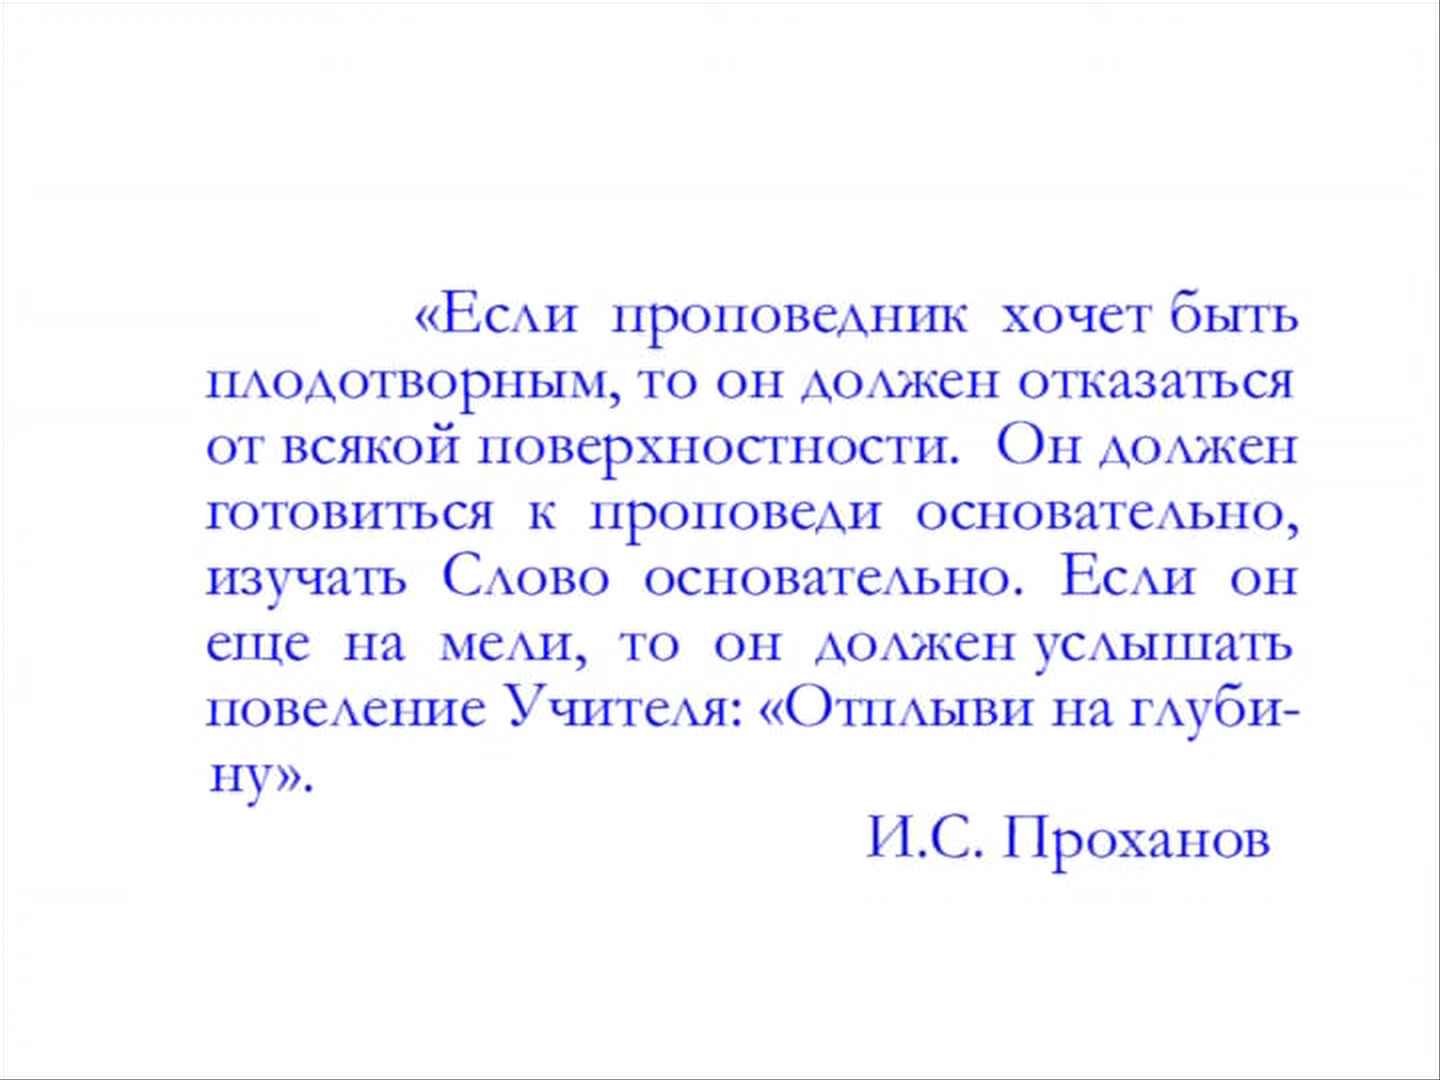 «Если проповедник хочет быть
плодотворным, то он должен отказаться
от всякой поверхностности. Он должен
готовиться к проповеди основательно,
изучать Слово основательно. Если он
еще на мели, то он должен услышать
повеление Учителя: «Отплыви на глуби-
ну».
И.С. Проханов